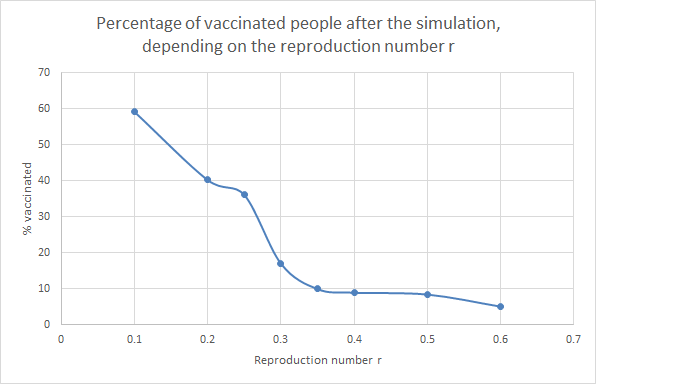 Percentage of vaccinated people after the simulation,
depending on the reproduction number r
70
60
50
40
30
20
10
0
% vaccinated
0 0.1 0.2 0.3 0.4 0.5 0.6 0.7
Reproduction number r